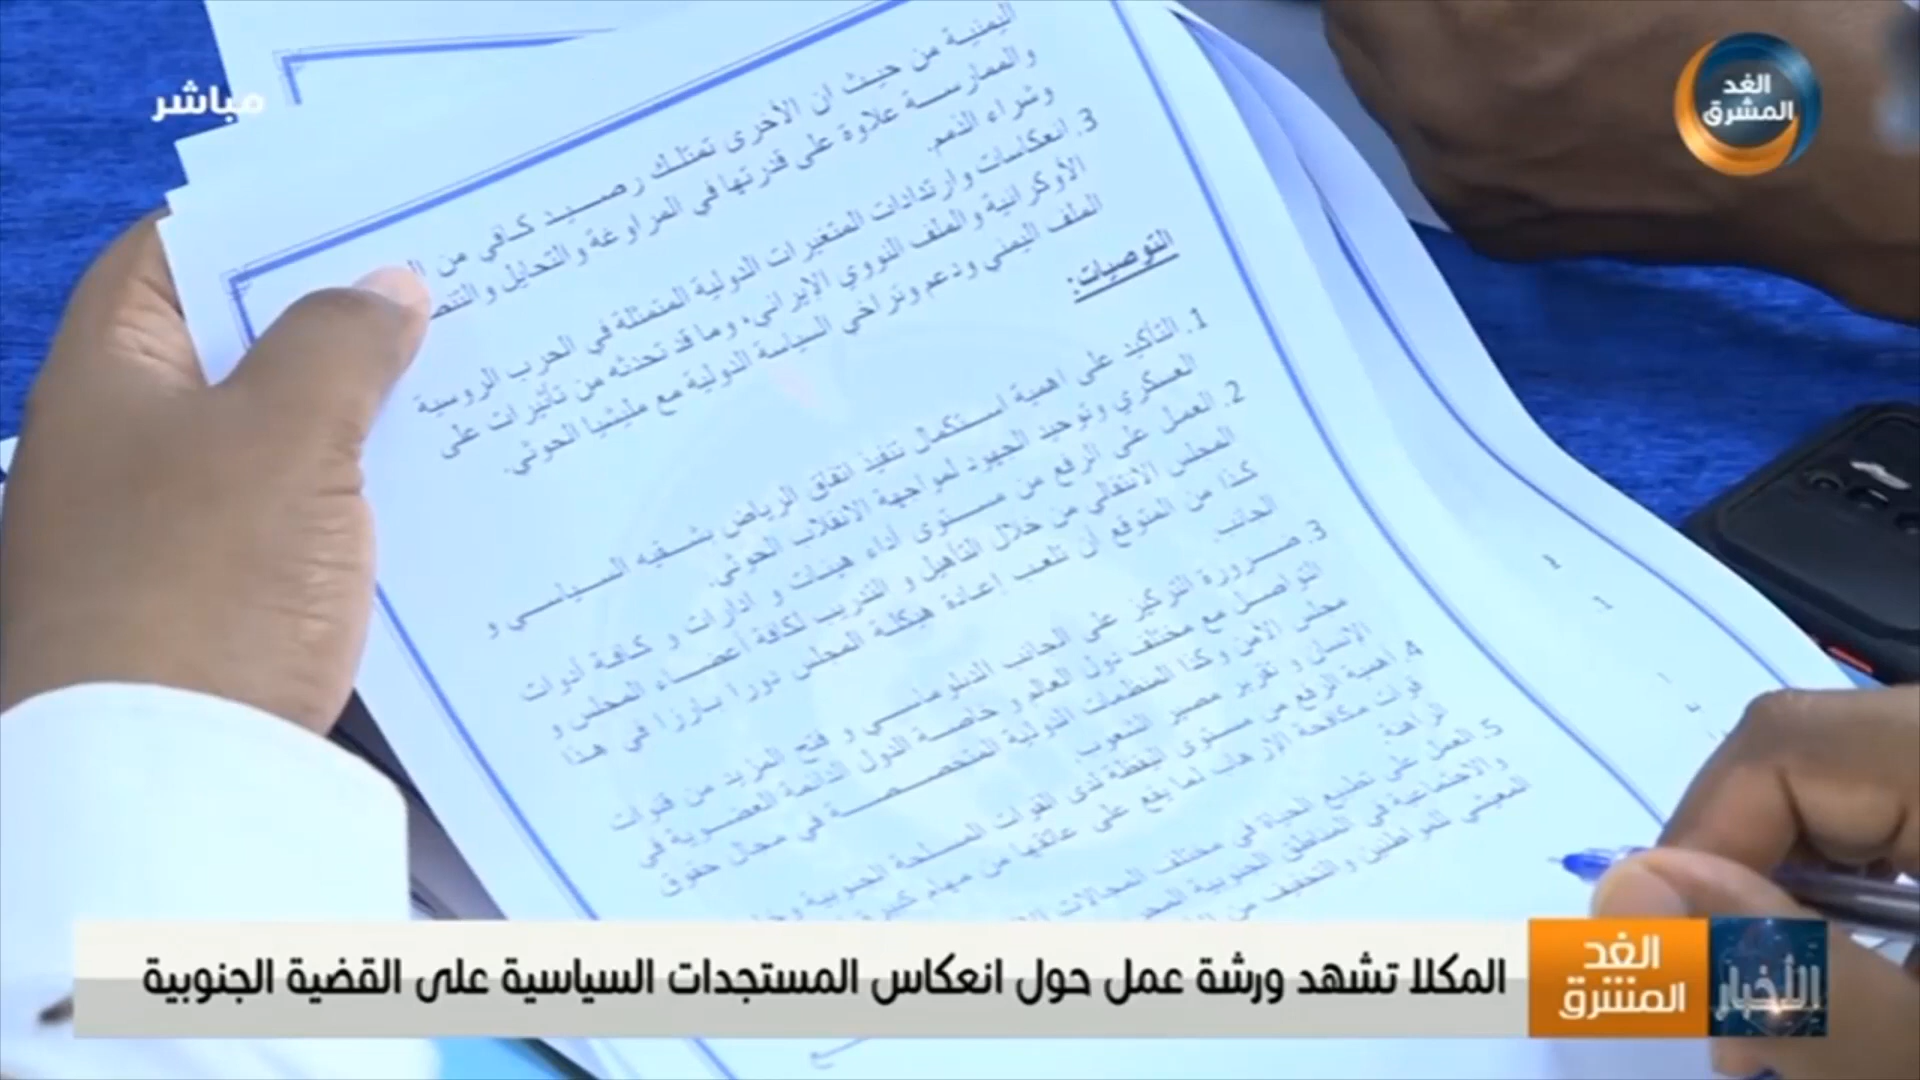 مباشر
الغد
المشرق
اليمنية من حيث ان الأخرى تمتلك رصيد كافي من
والممارسة علاوة على قدرتها في المراوغة والتحايل والتنص
وشراء الذمم.
3. انعكاسات وارتدادات المتغيرات الدولية المتمثلة في الحرب الروسية
الأوكرانية والملف النووي الإيراني، وما قد تحدثه من تأثيرات على
الملف اليمني ودعم وتراخي السياسة الدولية مع مليشيا الحوثي.
التوصيات:
1. التأكيد على اهمية استكمال تنفيذ اتفاق الرياض بشقيه السياسي و
العسكري وتوحيد الجهود لمواجهة الانقلاب الحوثي.
2. العمل على الرفع من مستوى أداء هيئات و ادارات و كافة أدوات
المجلس الانتقالي من خلال التأهيل و التدريب لكافة أعضاء المجلس و
كذا من المتوقع أن تلعب إعادة هيكلة المجلس دورا بارزا في هذا
الجانب.
3. ضرورة التركيز على الجانب الدبلوماسي و فتح المزيد من قنوات
التواصل مع مختلف دول العالم و خاصة الدول الدائمة العضوية في
مجلس الأمن وكذا المنظمات الدولية المتخصصة في مجال حقوق
الانسان و تقرير مصير الشعوب.
4. أهمية الرفع من مستوى اليقظة لدى القوات المسلحة الجنوبية
قوات مكافحة الارهاب لما يقع على عاتقها من مهام كبيرة
الراهنة.
5. العمل على تطبيع الحياة في مختلف المجالات
والاجتماعية في المناطق الجنوبية
المعيشي للمواطنين والتخفيف من
المكلا تشهد ورشة عمل حول انعكاس المستجدات السياسية على القضية الجنوبية
الغد
المشرق
الأخبار